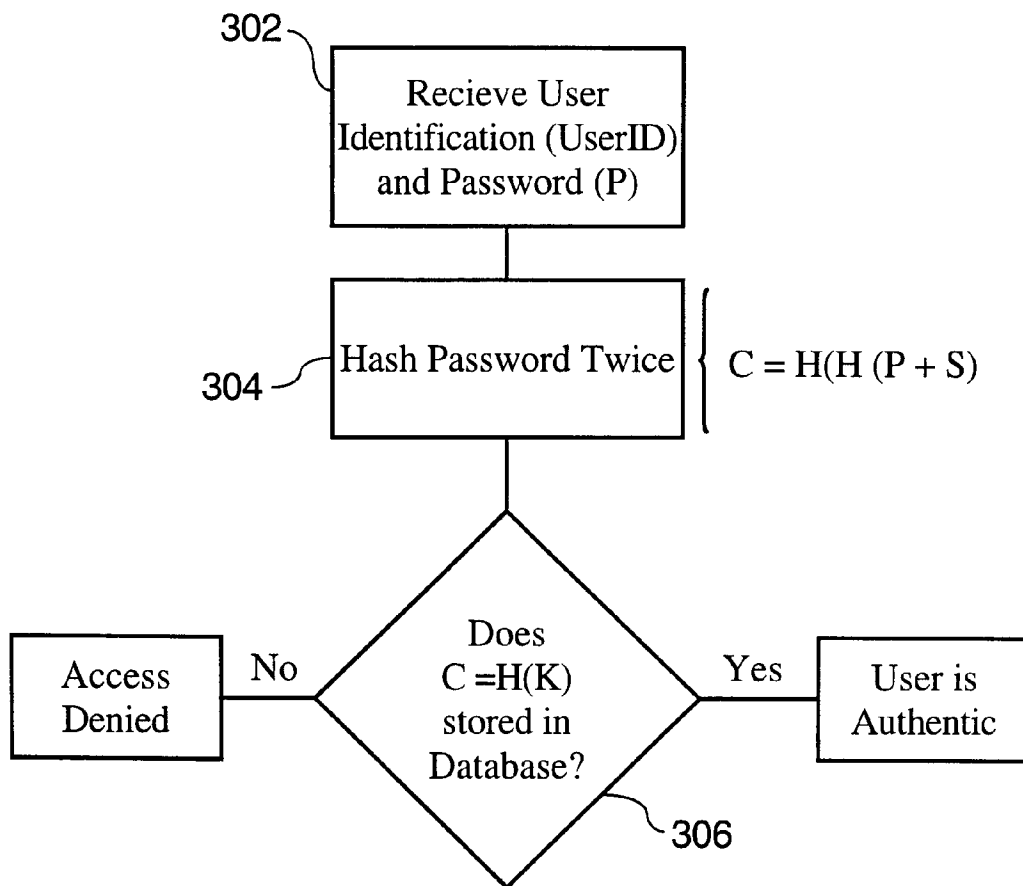 302
Recieve User
Identification (UserID)
and Password (P)
304
Hash Password Twice
C = H(H (P + S)
Does
C =H(K)
stored in
Database?
No
Access
Denied
Yes
User is
Authentic
306